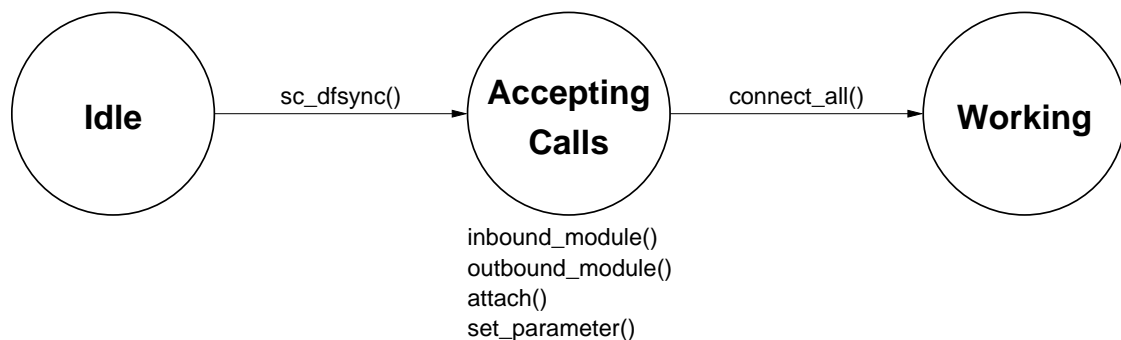 Idle
sc_dfsync()
Accepting
Calls
connect_all()
Working
inbound_module()
outbound_module()
attach()
set_parameter()